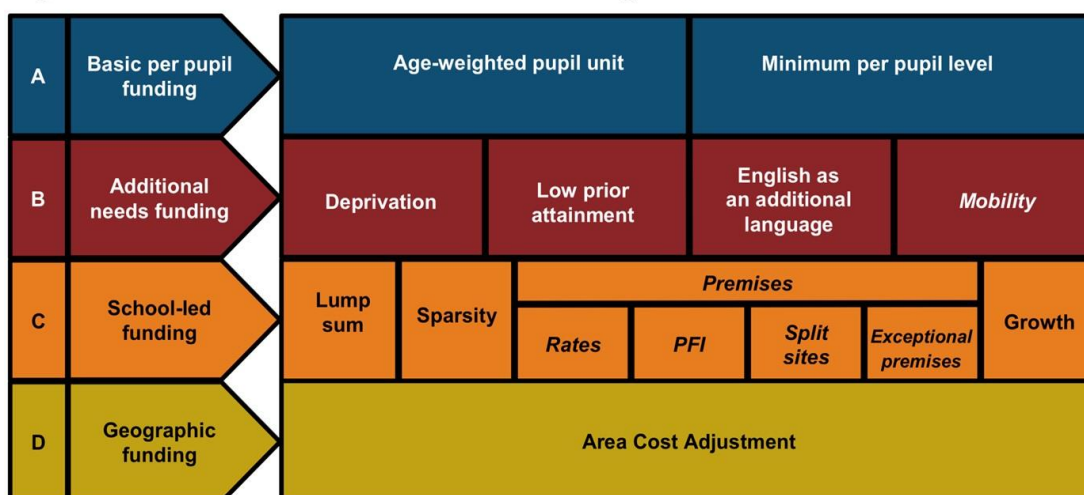 A
Basic per pupil
funding
Age-weighted pupil unit
Minimum per pupil level
B
Additional
needs funding
Deprivation
Low prior
attainment
English as
an additional
language
Mobility
C
School-led
funding
Lump
sum
Sparsity
Premises
Rates
PFI
Split
sites
Exceptional
premises
Growth
D
Geographic
funding
Area Cost Adjustment